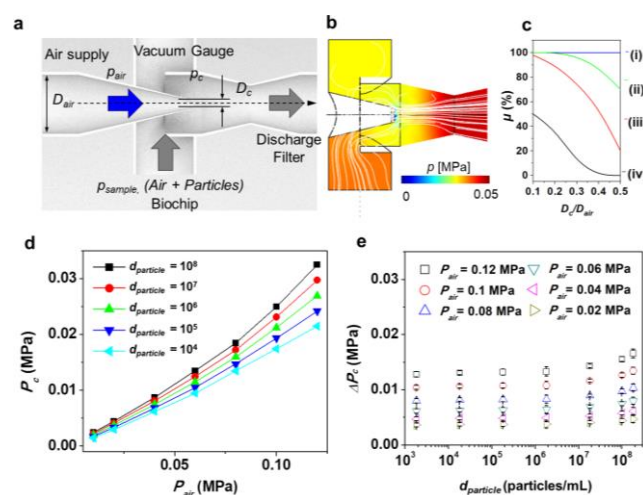 a
Air supply
Vacuum
Gauge
p_air
p_c
D_c
D_air
Discharge
Filter
p_sample, (Air + Particles)
Biochip
b
p [MPa]
0
0.05
c
μ (%)
100
80
60
40
20
0
0.1
0.2
0.3
0.4
0.5
D_c/D_air
(i)
(ii)
(iii)
(iv
d
P_c (MPa)
0.03
0.02
0.01
0.00
d_particle = 10^8
d_particle = 10^7
d_particle = 10^6
d_particle = 10^5
d_particle = 10^4
0.05
0.10
P_air (MPa)
e
ΔP_c (MPa)
0.03
0.02
0.01
0.00
P_air = 0.12 MPa
P_air = 0.1 MPa
P_air = 0.08 MPa
P_air = 0.06 MPa
P_air = 0.04 MPa
P_air = 0.02 MPa
10^3 10^4 10^5 10^6 10^7 10^8
d_particle (particles/mL)